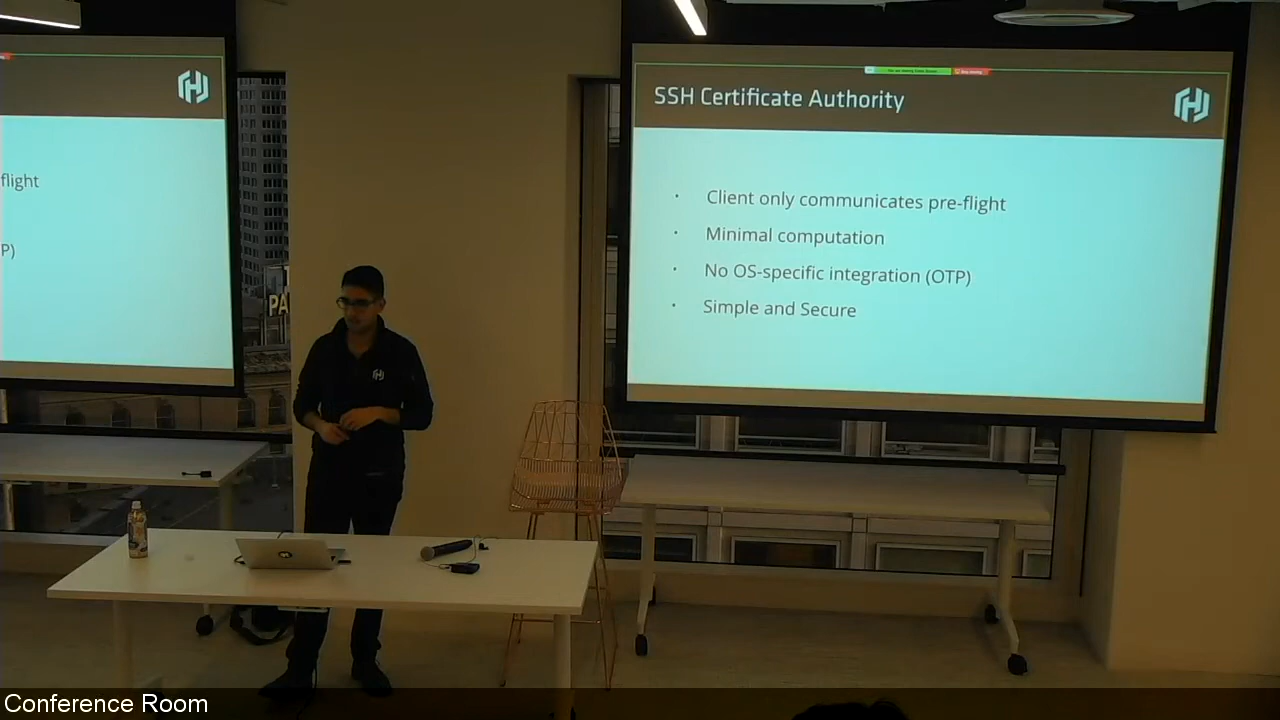 SSH Certificate Authority
Client only communicates pre-flight
Minimal computation
No OS-specific integration (OTP)
Simple and Secure
flight
P)
PA
Conference Room